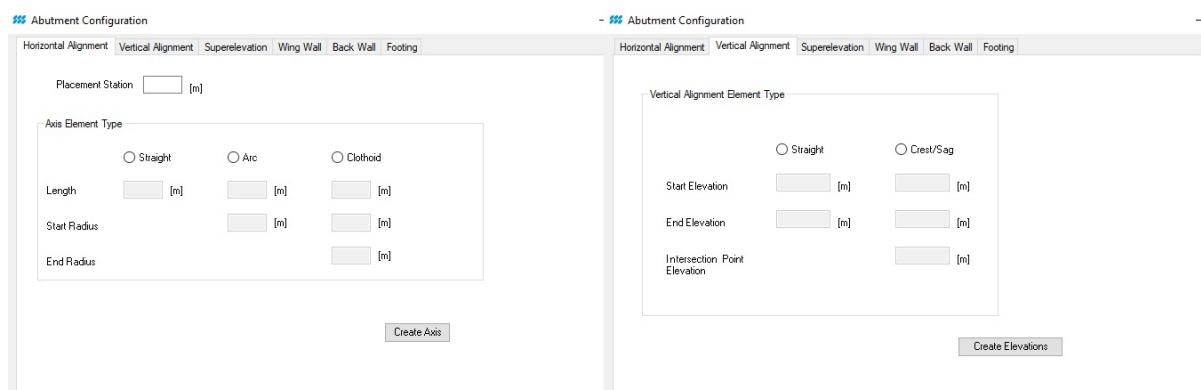 Abutment Configuration
Horizontal Alignment Vertical Alignment Superelevation Wing Wall Back Wall Footing
Placement Station [m]
Axis Element Type
Straight Arc Clothoid
Length [m] [m] [m]
Start Radius [m] [m]
End Radius [m]
Create Axis
Abutment Configuration
Horizontal Alignment Vertical Alignment Superelevation Wing Wall Back Wall Footing
Vertical Alignment Element Type
Straight Crest/Sag
Start Elevation [m] [m]
End Elevation [m] [m]
Intersection Point [m]
Elevation
Create Elevations